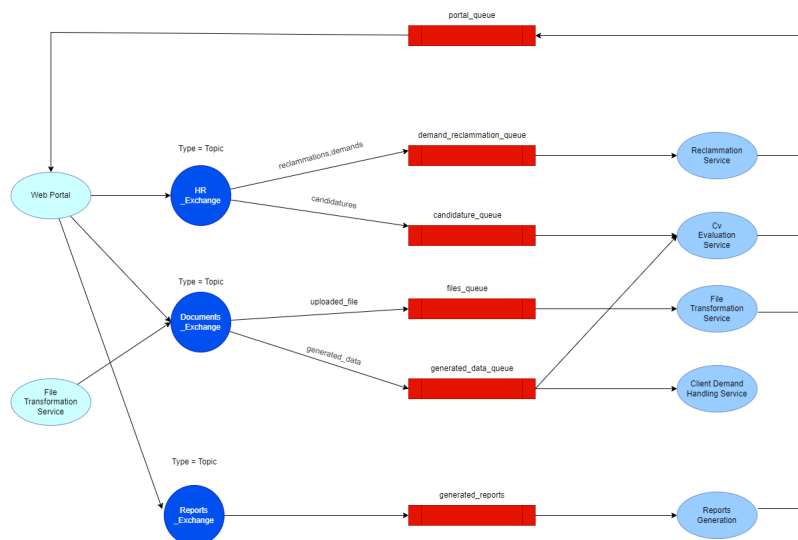 portal_queue
demand_reclammation_queue
Type = Topic
reclammations,demands
Reclammation
Service
Web Portal
HR
_Exchange
candidatures
candidature_queue
Cv
Evaluation
Service
Type = Topic
files_queue
uploaded_file
Documents
_Exchange
File
Transformation
Service
generated_data
generated_data_queue
File
Transformation
Service
Client Demand
Handling Service
Type = Topic
generated_reports
Reports
_Exchange
Reports
Generation